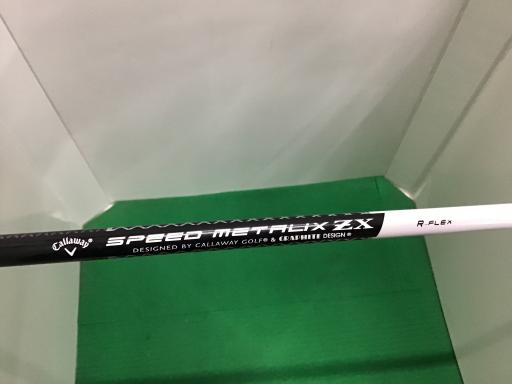 Callaway
SPEED METALIX ZX
DESIGNED BY CALLAWAY GOLF® & GRAPHITE DESIGN®
R-FLEX